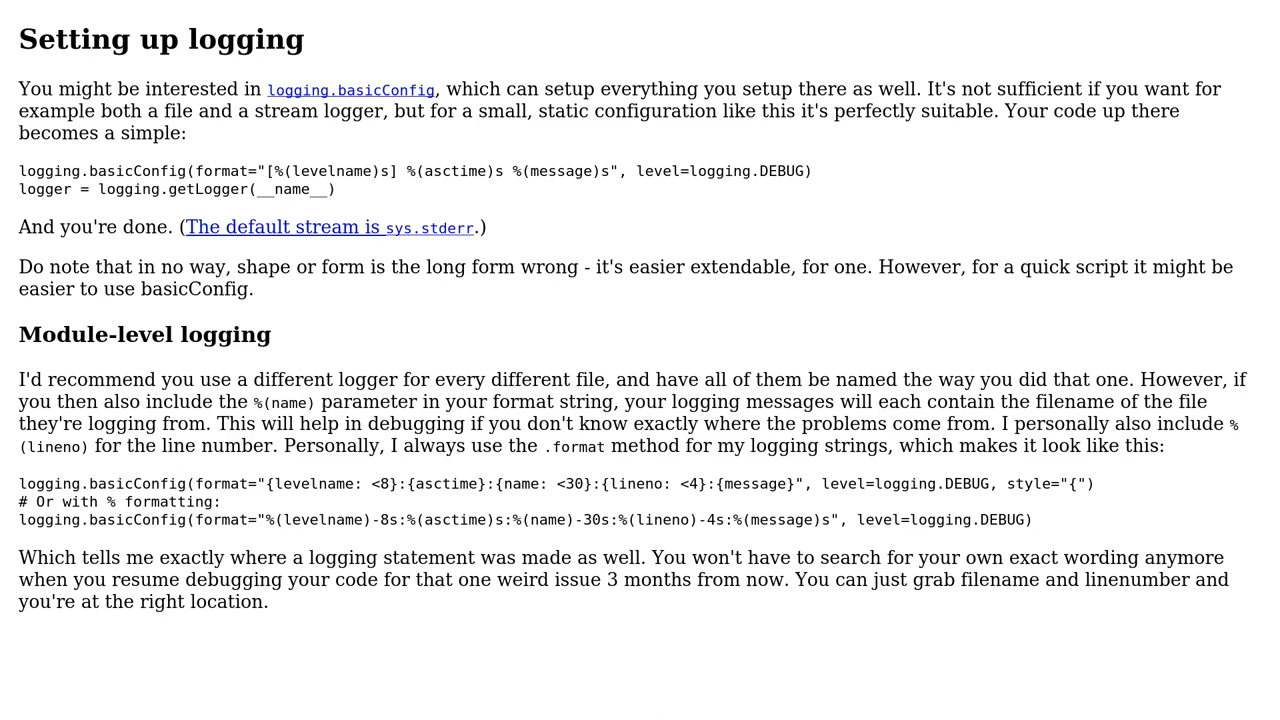 Setting up logging
You might be interested in logging.basicConfig, which can setup everything you setup there as well. It's not sufficient if you want for
example both a file and a stream logger, but for a small, static configuration like this it's perfectly suitable. Your code up there
becomes a simple:
logging.basicConfig(format="[%(levelname)s] %(asctime)s %(message)s", level=logging.DEBUG)
logger = logging.getLogger(__name__)
And you're done. (The default stream is sys.stderr.)
Do note that in no way, shape or form is the long form wrong - it's easier extendable, for one. However, for a quick script it might be
easier to use basicConfig.
Module-level logging
I'd recommend you use a different logger for every different file, and have all of them be named the way you did that one. However, if
you then also include the %(name) parameter in your format string, your logging messages will each contain the filename of the file
they're logging from. This will help in debugging if you don't know exactly where the problems come from. I personally also include %
(lineno) for the line number. Personally, I always use the .format method for my logging strings, which makes it look like this:
logging.basicConfig(format="{levelname: <8}:{asctime}:{name: <30}:{lineno: <4}:{message}", level=logging.DEBUG, style="{")
# Or with % formatting:
logging.basicConfig(format="%(levelname)-8s:%(asctime)s:%(name)-30s:%(lineno)-4s:%(message)s", level=logging.DEBUG)
Which tells me exactly where a logging statement was made as well. You won't have to search for your own exact wording anymore
when you resume debugging your code for that one weird issue 3 months from now. You can just grab filename and linenumber and
you're at the right location.